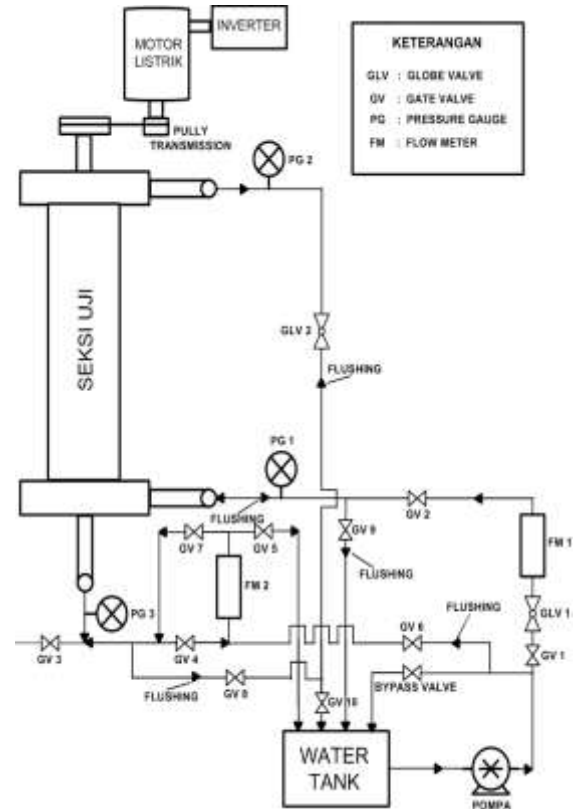 MOTOR
LISTRIK
INVERTER
PULLY
TRANSMISSION
KETERANGAN
GLV : GLOBE VALVE
GV : GATE VALVE
PG : PRESSURE GAUGE
FM : FLOW METER
PG 2
SEKSI UJI
GLV 2
FLUSHING
PG 1
FLUSHING
GV 2
GV 9
FM 1
GV 7
GV 5
FLUSHING
FM 2
PG 3
GLV 1
GV 6
FLUSHING
GV 3
GV 4
GV 1
FLUSHING
GV 8
BYPASS VALVE
GV 10
WATER
TANK
POMPA